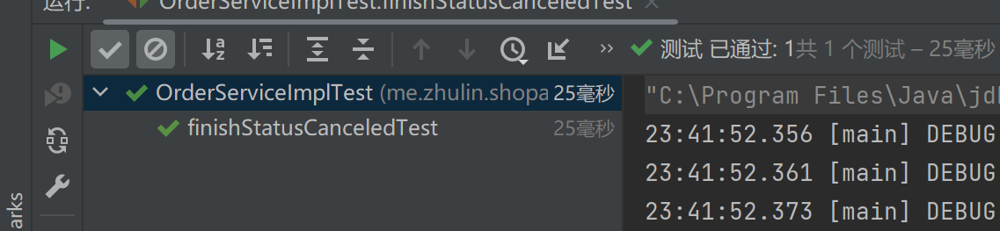 运行: OrderServiceImplTest.finishStatusCanceledTest ×
测试 已通过: 1共 1 个测试 – 25毫秒
OrderServiceImplTest (me.zhulin.shopa 25毫秒
finishStatusCanceledTest 25毫秒
"C:\Program Files\Java\jd
23:41:52.356 [main] DEBUG
23:41:52.361 [main] DEBUG
23:41:52.373 [main] DEBUG
arks